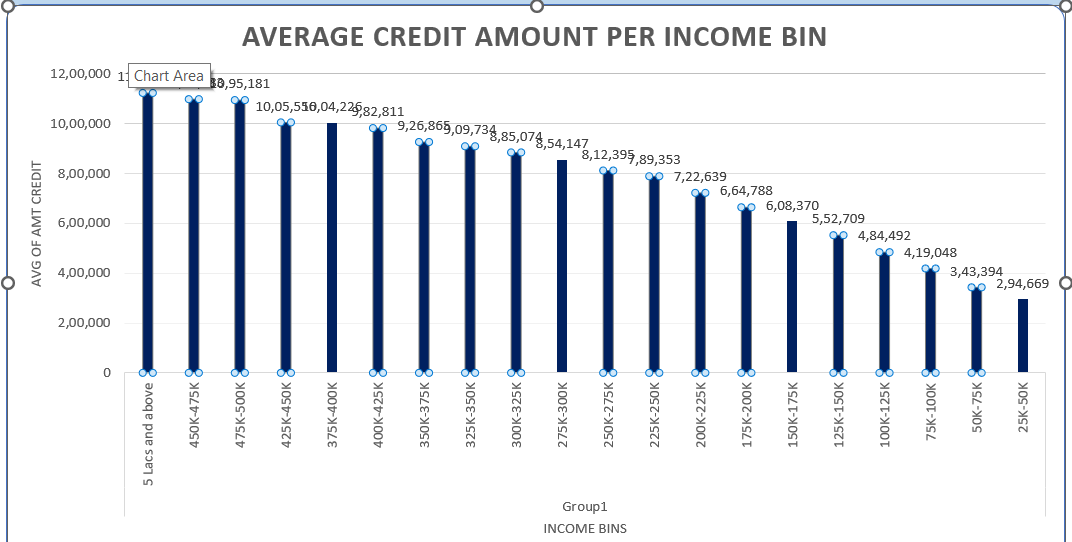 AVERAGE CREDIT AMOUNT PER INCOME BIN
Chart Area
AVG OF AMT CREDIT
12,00,000
10,00,000
8,00,000
6,00,000
4,00,000
2,00,000
0
10,95,181
10,04,226
9,82,811
9,26,865
9,09,734
8,85,074
8,54,147
8,12,395
7,89,353
7,22,639
6,64,788
6,08,370
5,52,709
4,84,492
4,19,048
3,43,394
2,94,669
5 Lacs and above
450K-475K
475K-500K
425K-450K
375K-400K
400K-425K
350K-375K
325K-350K
300K-325K
275K-300K
250K-275K
225K-250K
200K-225K
175K-200K
150K-175K
125K-150K
100K-125K
75K-100K
50K-75K
25K-50K
Group1
INCOME BINS